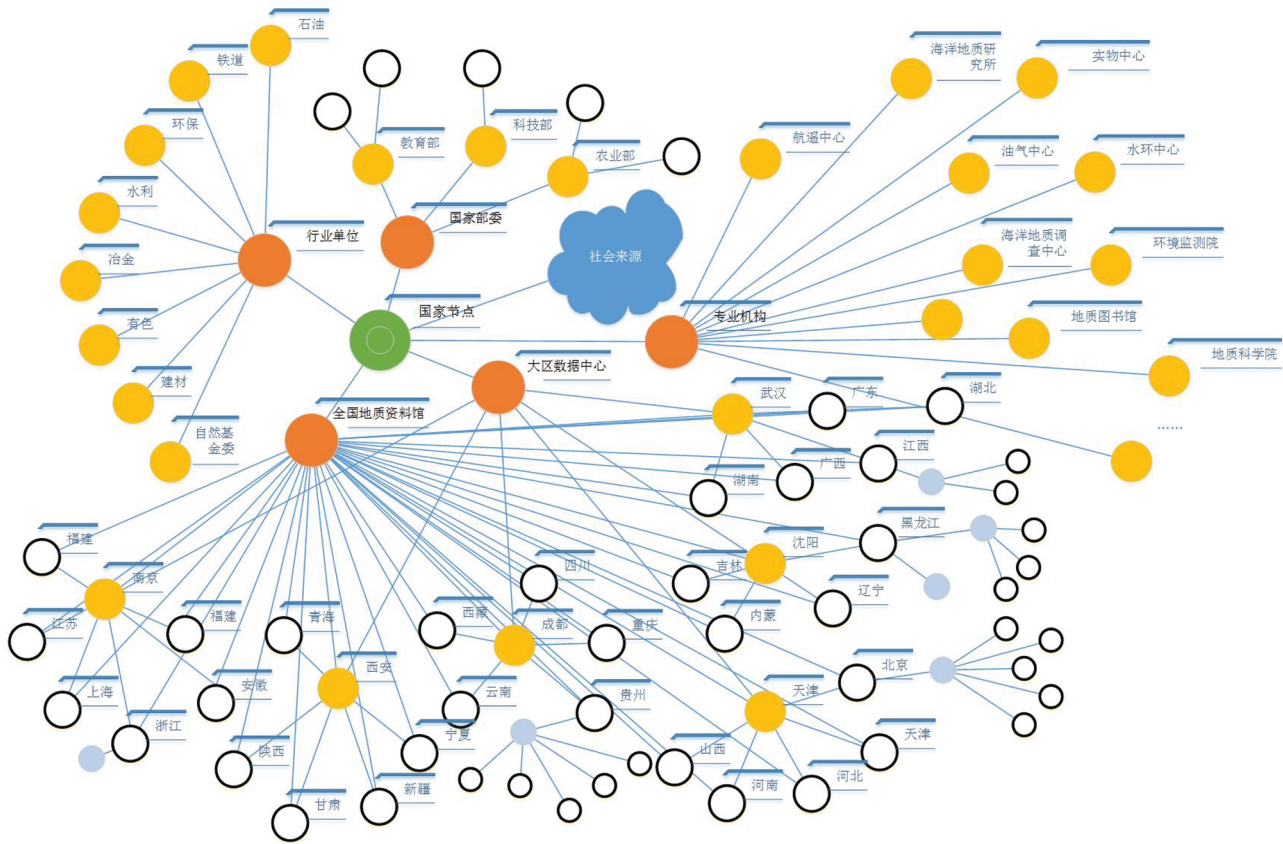 石油
铁道
环保
水利
冶金
有色
建材
自然基
金委
行业单位
教育部
科技部
农业部
国家部委
社会来源
国家节点
大区数据中心
全国地质资料馆
专业机构
航遥中心
海洋地质研
究所
实物中心
油气中心
水环中心
海洋地质调
查中心
环境监测院
地质图书馆
地质科学院
……
武汉
广东
湖北
湖南
广西
江西
沈阳
黑龙江
吉林
辽宁
内蒙
福建
南京
江苏
福建
上海
安徽
浙江
青海
西安
陕西
宁夏
甘肃
新疆
四川
西藏
成都
重庆
云南
贵州
北京
天津
天津
山西
河南
河北